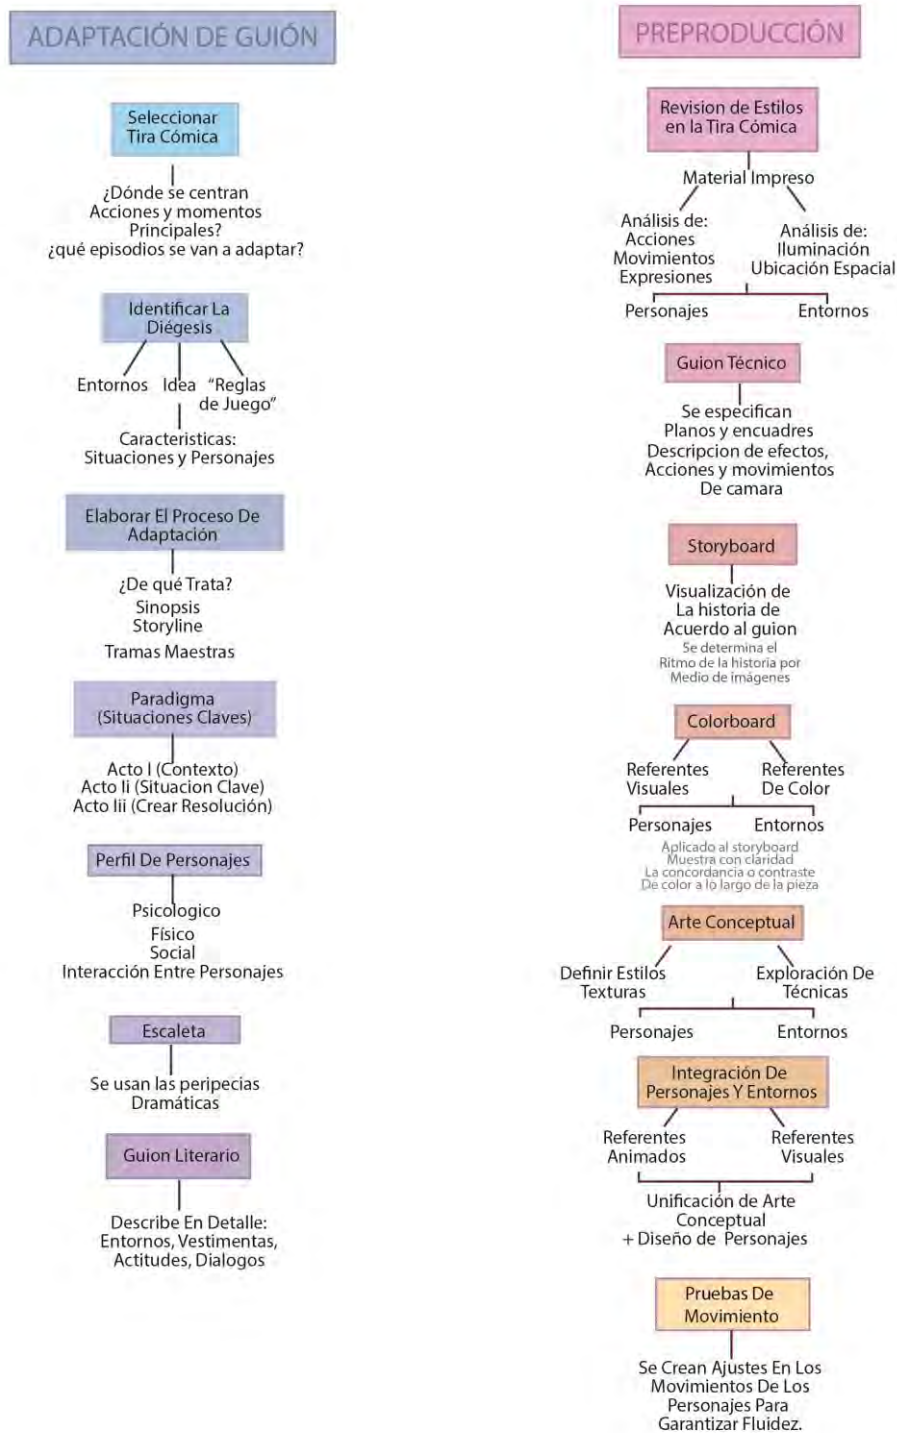 ADAPTACIÓN DE GUIÓN
Seleccionar
Tira Cómica
¿Dónde se centran
Acciones y momentos
Principales?
¿qué episodios se van a adaptar?
Identificar La
Diégesis
Entornos Idea "Reglas
de Juego"
Caracteristicas:
Situaciones y Personajes
Elaborar El Proceso De
Adaptación
¿De qué Trata?
Sinopsis
Storyline
Tramas Maestras
Paradigma
(Situaciones Claves)
Acto I (Contexto)
Acto Ii (Situacion Clave)
Acto Iii (Crear Resolución)
Perfil De Personajes
Psicologico
Físico
Social
Interacción Entre Personajes
Escaleta
Se usan las peripecias
Dramáticas
Guion Literario
Describe En Detalle:
Entornos, Vestimentas,
Actitudes, Dialogos
PREPRODUCCIÓN
Revision de Estilos
en la Tira Cómica
Material Impreso
Análisis de:
Acciones
Movimientos
Expresiones
Análisis de:
Iluminación
Ubicación Espacial
Personajes Entornos
Guion Técnico
Se especifican
Planos y encuadres
Descripcion de efectos,
Acciones y movimientos
De camara
Storyboard
Visualización de
La historia de
Acuerdo al guion
Se determina el
Ritmo de la historia por
Medio de imágenes
Colorboard
Referentes
Visuales
Referentes
De Color
Personajes Entornos
Aplicado al storyboard
Muestra con claridad
La concordancia o contraste
De color a lo largo de la pieza
Arte Conceptual
Definir Estilos
Texturas
Exploración De
Técnicas
Personajes Entornos
Integración De
Personajes Y Entornos
Referentes
Animados
Referentes
Visuales
Unificación de Arte
Conceptual
+ Diseño de Personajes
Pruebas De
Movimiento
Se Crean Ajustes En Los
Movimientos De Los
Personajes Para
Garantizar Fluidez.